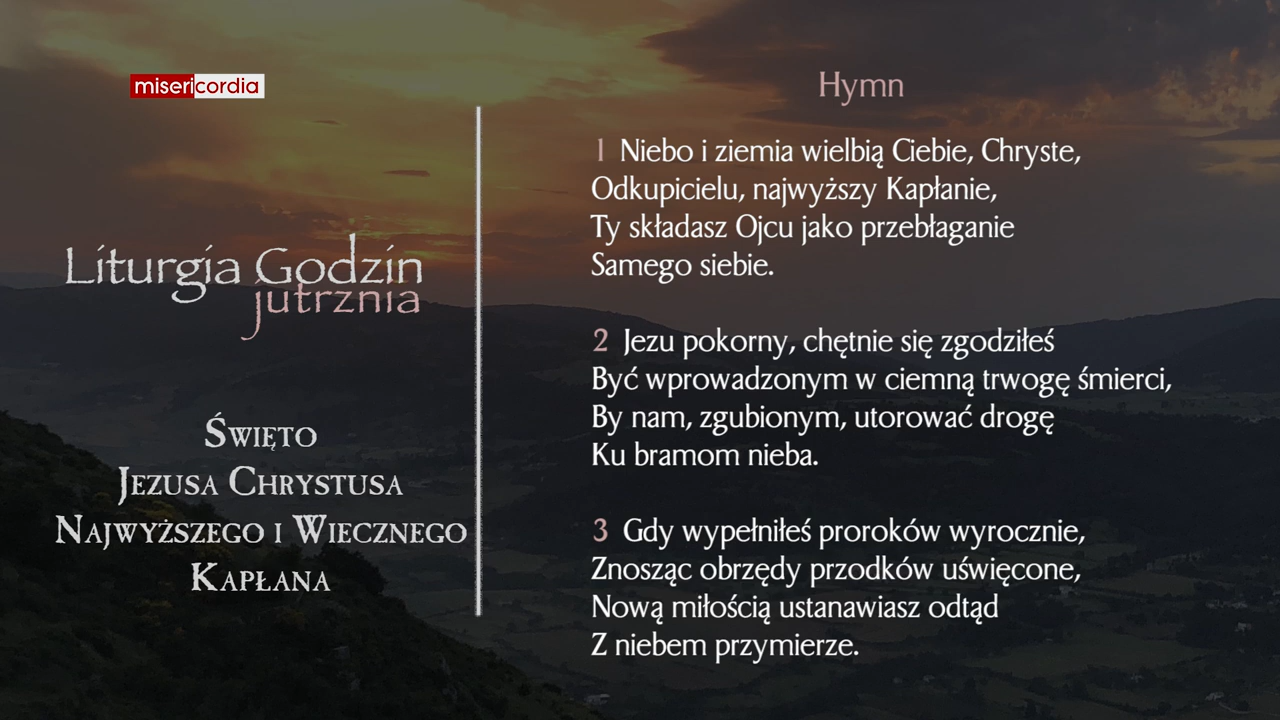 misericordia
Liturgia Godzin
jutrznia
Święto
Jezusa Chrystusa
Najwyższego i Wiecznego
Kapłana
Hymn
1 Niebo i ziemia wielbią Ciebie, Chryste,
Odkupicielu, najwyższy Kapłanie,
Ty składasz Ojcu jako przebłaganie
Samego siebie.
2 Jezu pokorny, chętnie się zgodziłeś
Być wprowadzonym w ciemną trwogę śmierci,
By nam, zgubionym, utorować drogę
Ku bramom nieba.
3 Gdy wypełniłeś proroków wyrocznie,
Znosząc obrzędy przodków uświęcone,
Nową miłością ustanawiasz odtąd
Z niebem przymierze.